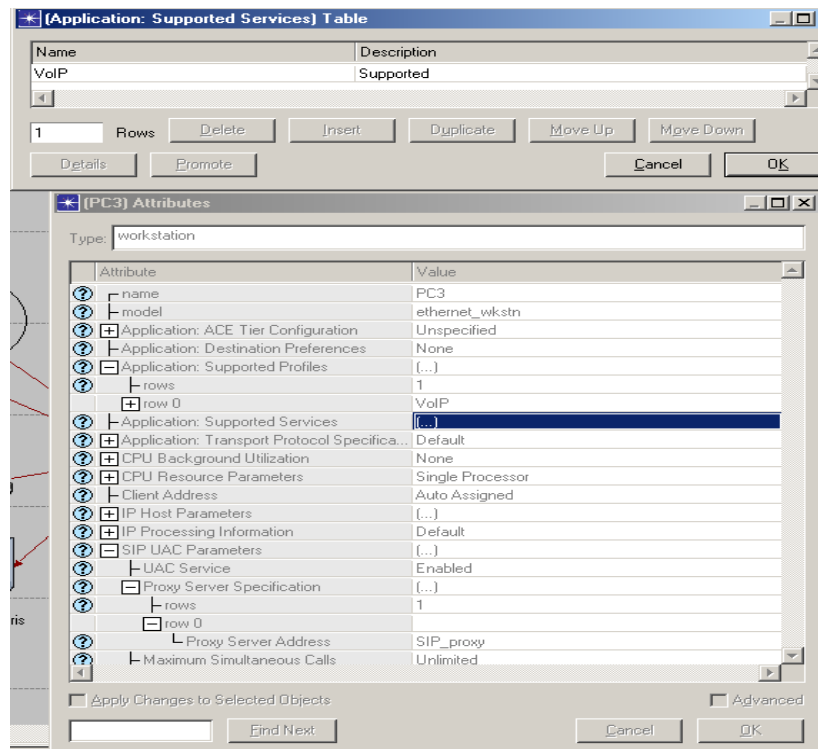 (Application: Supported Services) Table
Name Description
VoIP Supported
1 Rows Delete Insert Duplicate Move Up Move Down
Details Promote Cancel OK
(PC3) Attributes
Type: workstation
Attribute Value
name PC3
model ethernet_wkstn
Application: ACE Tier Configuration Unspecified
Application: Destination Preferences None
Application: Supported Profiles (...)
rows 1
row 0 VoIP
Application: Supported Services (...)
Application: Transport Protocol Specifica... Default
CPU Background Utilization None
CPU Resource Parameters Single Processor
Client Address Auto Assigned
IP Host Parameters (...)
IP Processing Information Default
SIP UAC Parameters (...)
UAC Service Enabled
Proxy Server Specification (...)
rows 1
row 0
Proxy Server Address SIP_proxy
Maximum Simultaneous Calls Unlimited
Apply Changes to Selected Objects Advanced
Find Next Cancel OK
ris